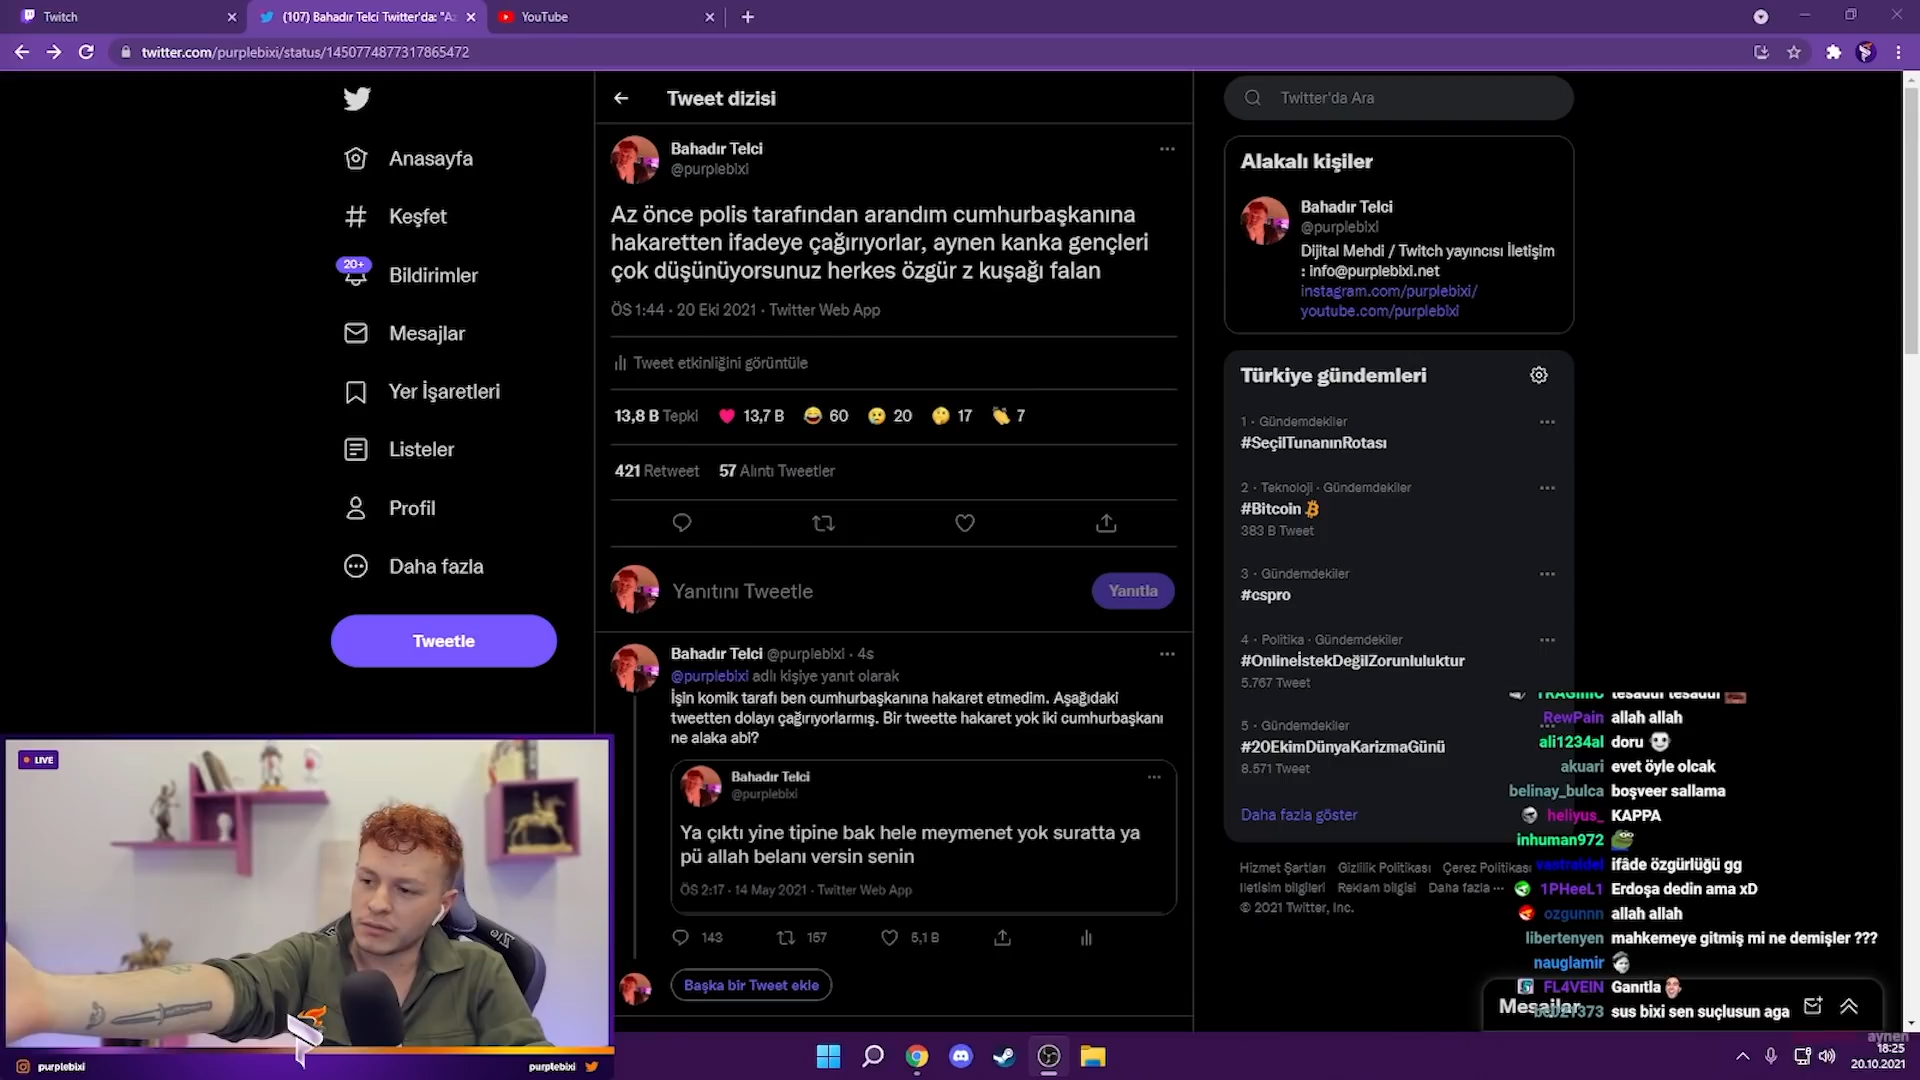 Twitch
(107) Bahadır Telci Twitter'da: "Az
YouTube
twitter.com/purplebixi/status/1450774877317865472
Anasayfa
Keşfet
20+
Bildirimler
Mesajlar
Yer İşaretleri
Listeler
Profil
Daha fazla
Tweetle
Tweet dizisi
Bahadır Telci
@purplebixi
Az önce polis tarafından arandım cumhurbaşkanına
hakaretten ifadeye çağırıyorlar, aynen kanka gençleri
çok düşünüyorsunuz herkes özgür z kuşağı falan
ÖS 1:44 · 20 Eki 2021 · Twitter Web App
Tweet etkinliğini görüntüle
13,8 B Tepki 13,7 B 60 20 17 7
421 Retweet 57 Alıntı Tweetler
Yanıtını Tweetle
Yanıtla
Bahadır Telci @purplebixi · 4s
@purplebixi adlı kişiye yanıt olarak
İşin komik tarafı ben cumhurbaşkanına hakaret etmedim. Aşağıdaki
tweetten dolayı çağırıyorlarmış. Bir tweette hakaret yok iki cumhurbaşkanı
ne alaka abi?
Bahadır Telci
@purplebixi
Ya çıktı yine tipine bak hele meymenet yok suratta ya
pü allah belanı versin senin
ÖS 2:17 · 14 May 2021 · Twitter Web App
143 157 5,1 B
Başka bir Tweet ekle
Twitter'da Ara
Alakalı kişiler
Bahadır Telci
@purplebixi
Dijital Mehdi / Twitch yayıncısı İletişim
: info@purplebixi.net
instagram.com/purplebixi/
youtube.com/purplebixi
Türkiye gündemleri
1 · Gündemdekiler
#SeçilTunanınRotası
2 · Teknoloji · Gündemdekiler
#Bitcoin
383 B Tweet
3 · Gündemdekiler
#cspro
4 · Politika · Gündemdekiler
#OnlineİstekDeğilZorunluluktur
5.767 Tweet
5 · Gündemdekiler
#20EkimDünyaKarizmaGünü
8.571 Tweet
Daha fazla göster
Hizmet Şartları Gizlilik Politikası Çerez Politikası
İletişim bilgileri Reklam bilgisi Daha fazla ···
© 2021 Twitter, Inc.
tesadüf tesadüf
RewPain allah allah
ali1234al doru
akuari evet öyle olcak
belinay_bulca boşveer sallama
heliyus_ KAPPA
inhuman972
ifâde özgürlüğü gg
1PHeeL1 Erdoşa dedin ama xD
ozgunnn allah allah
libertenyen mahkemeye gitmiş mi ne demişler ???
nauglamir
FL4VEIN Ganıtla
Mesajlar
sus bixi sen suçlusun aga
aynen
LIVE
purplebixi
purplebixi
18:25
20.10.2021